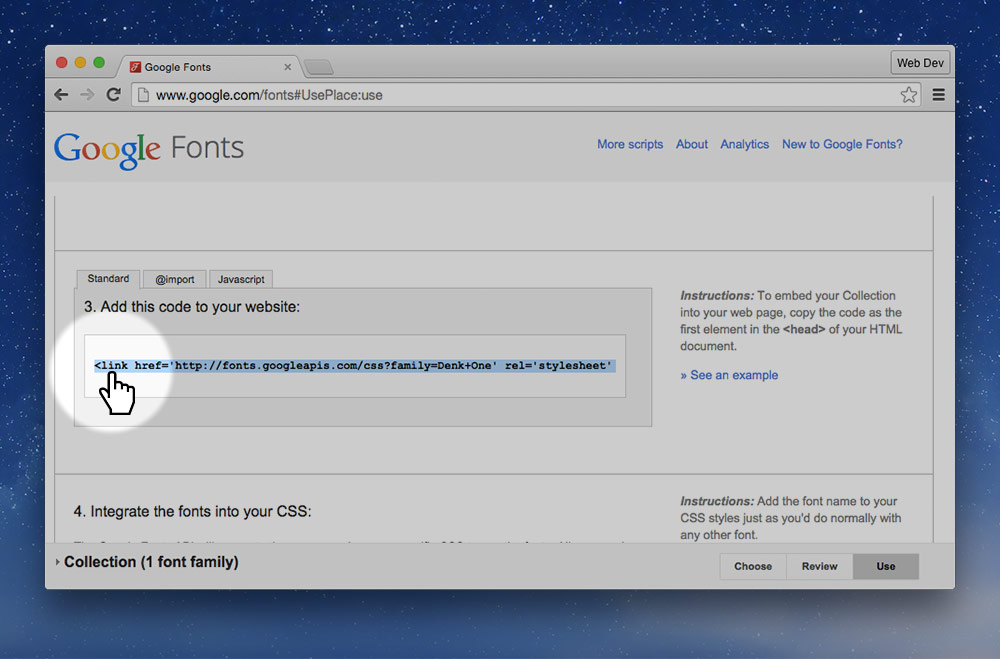 Google Fonts
Web Dev
www.google.com/fonts#UsePlace:use
Google Fonts
More scripts About Analytics New to Google Fonts?
Standard @import Javascript
3. Add this code to your website:
<link href='http://fonts.googleapis.com/css?family=Denk+One' rel='stylesheet'
Instructions: To embed your Collection
into your web page, copy the code as the
first element in the <head> of your HTML
document.
» See an example
4. Integrate the fonts into your CSS:
Instructions: Add the font name to your
CSS styles just as you'd do normally with
any other font.
Collection (1 font family)
Choose Review Use